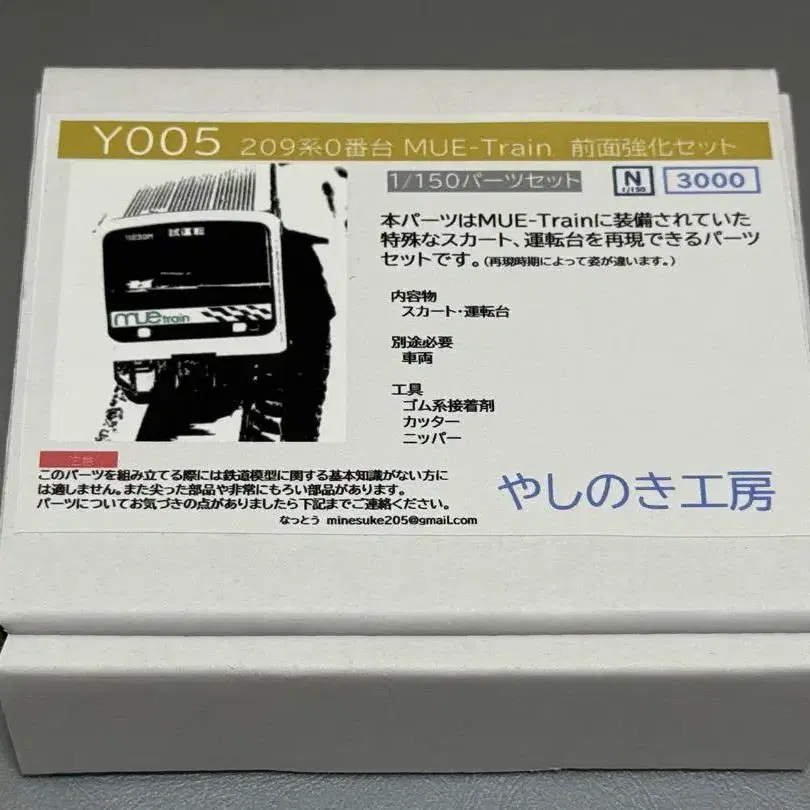 Y005 209系0番台 MUE-Train 前面強化セット
1/150パーツセット N 1/150 3000
試運転
mue train
本パーツはMUE-Trainに装備されていた
特殊なスカート、運転台を再現できるパーツ
セットです。(再現時期によって姿が違います。)
内容物
スカート・運転台
別途必要
車両
工具
ゴム系接着剤
カッター
ニッパー
注意
このパーツを組み立てる際には鉄道模型に関する基本知識がない方に
は適しません。また尖った部品や非常にもろい部品があります。
パーツについてお気づきの点がありましたら下記までご連絡ください。
なっとう minesuke205@gmail.com
やしのき工房